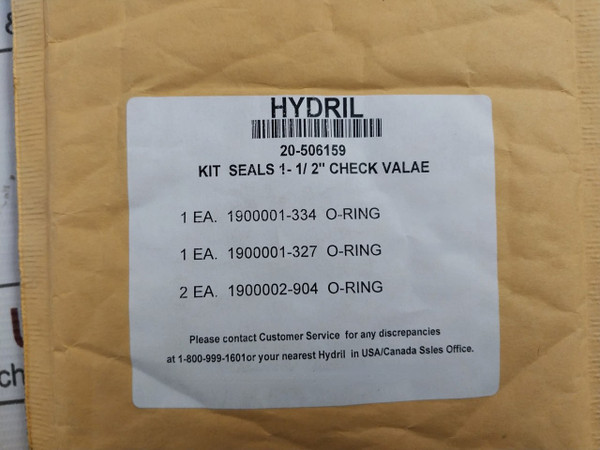 HYDRIL
20-506159
KIT SEALS 1- 1/ 2" CHECK VALAE
1 EA. 1900001-334 O-RING
1 EA. 1900001-327 O-RING
2 EA. 1900002-904 O-RING
Please contact Customer Service for any discrepancies
at 1-800-999-1601or your nearest Hydril in USA/Canada Ssles Office.
ch